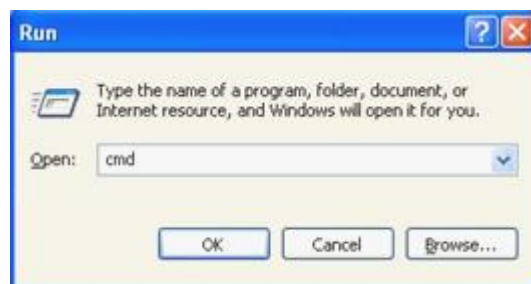 Run
Type the name of a program, folder, document, or
Internet resource, and Windows will open it for you.
Open: cmd
OK Cancel Browse...